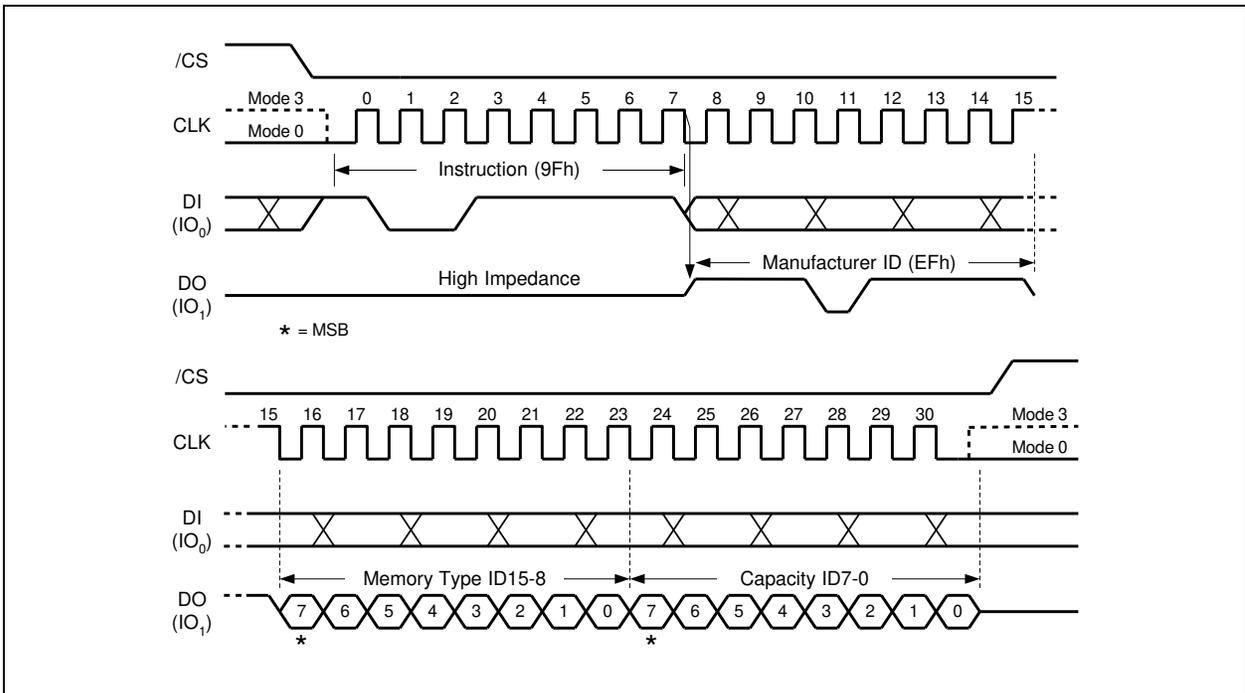 /CS
Mode 3 0 1 2 3 4 5 6 7 8 9 10 11 12 13 14 15
CLK
Mode 0
Instruction (9Fh)
DI
(IO₀)
Manufacturer ID (EFh)
High Impedance
DO
(IO₁)
* = MSB
/CS
15 16 17 18 19 20 21 22 23 24 25 26 27 28 29 30 Mode 3
CLK
Mode 0
DI
(IO₀)
Memory Type ID15-8 Capacity ID7-0
DO
7 6 5 4 3 2 1 0 7 6 5 4 3 2 1 0
(IO₁)
* *